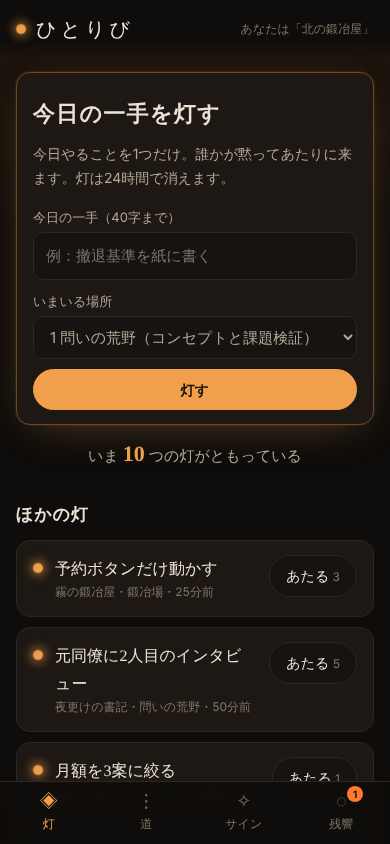 ひとりび
あなたは「北の鍛冶屋」
今日の一手を灯す
今日やることを1つだけ。誰かが黙ってあたりに来
ます。灯は24時間で消えます。
今日の一手（40字まで）
例：撤退基準を紙に書く
いまいる場所
1 問いの荒野（コンセプトと課題検証）
灯す
いま 10 つの灯がともっている
ほかの灯
予約ボタンだけ動かす
霧の鍛冶屋・鍛冶場・25分前
あたる 3
元同僚に2人目のインタビ
ュー
夜更けの書記・問いの荒野・50分前
あたる 5
月額を3案に絞る
あたる 1
灯
道
サイン
1
残響